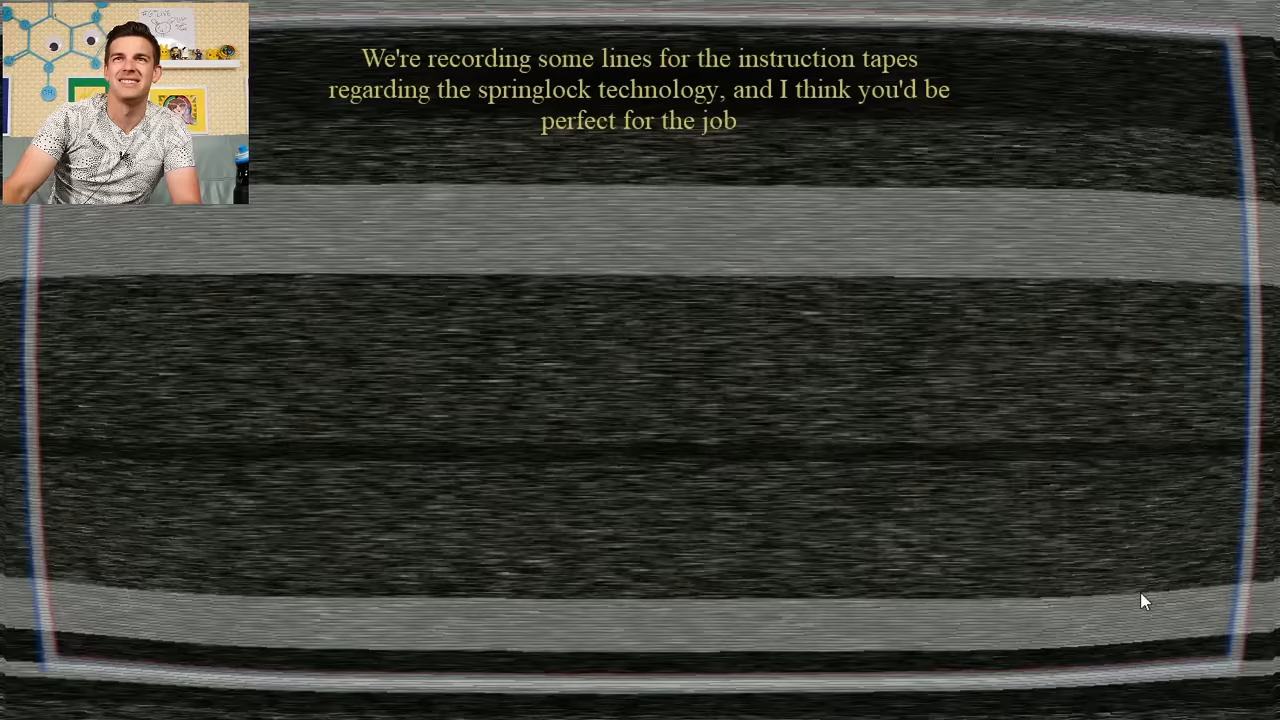 #GTLIVE
We're recording some lines for the instruction tapes
regarding the springlock technology, and I think you'd be
perfect for the job